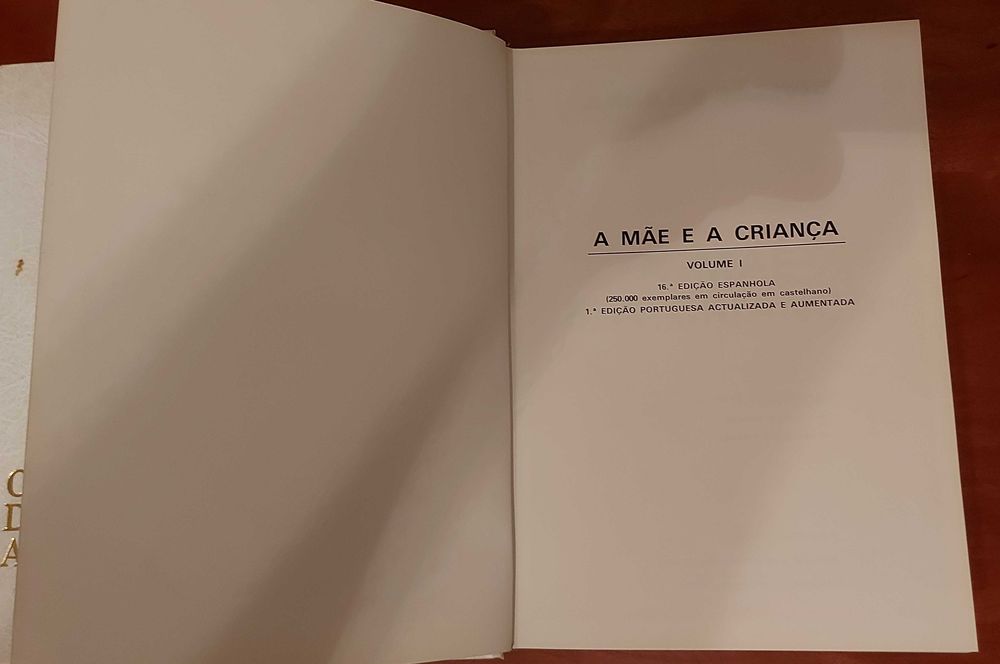 A MÃE E A CRIANÇA
VOLUME I
16.ª EDIÇÃO ESPANHOLA
(250.000 exemplares em circulação em castelhano)
1.ª EDIÇÃO PORTUGUESA ACTUALIZADA E AUMENTADA